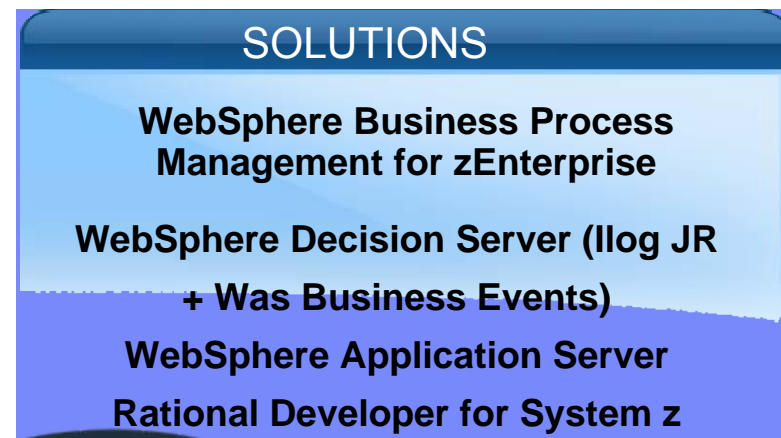 SOLUTIONS
WebSphere Business Process
Management for zEnterprise
WebSphere Decision Server (Ilog JR
+ Was Business Events)
WebSphere Application Server
Rational Developer for System z